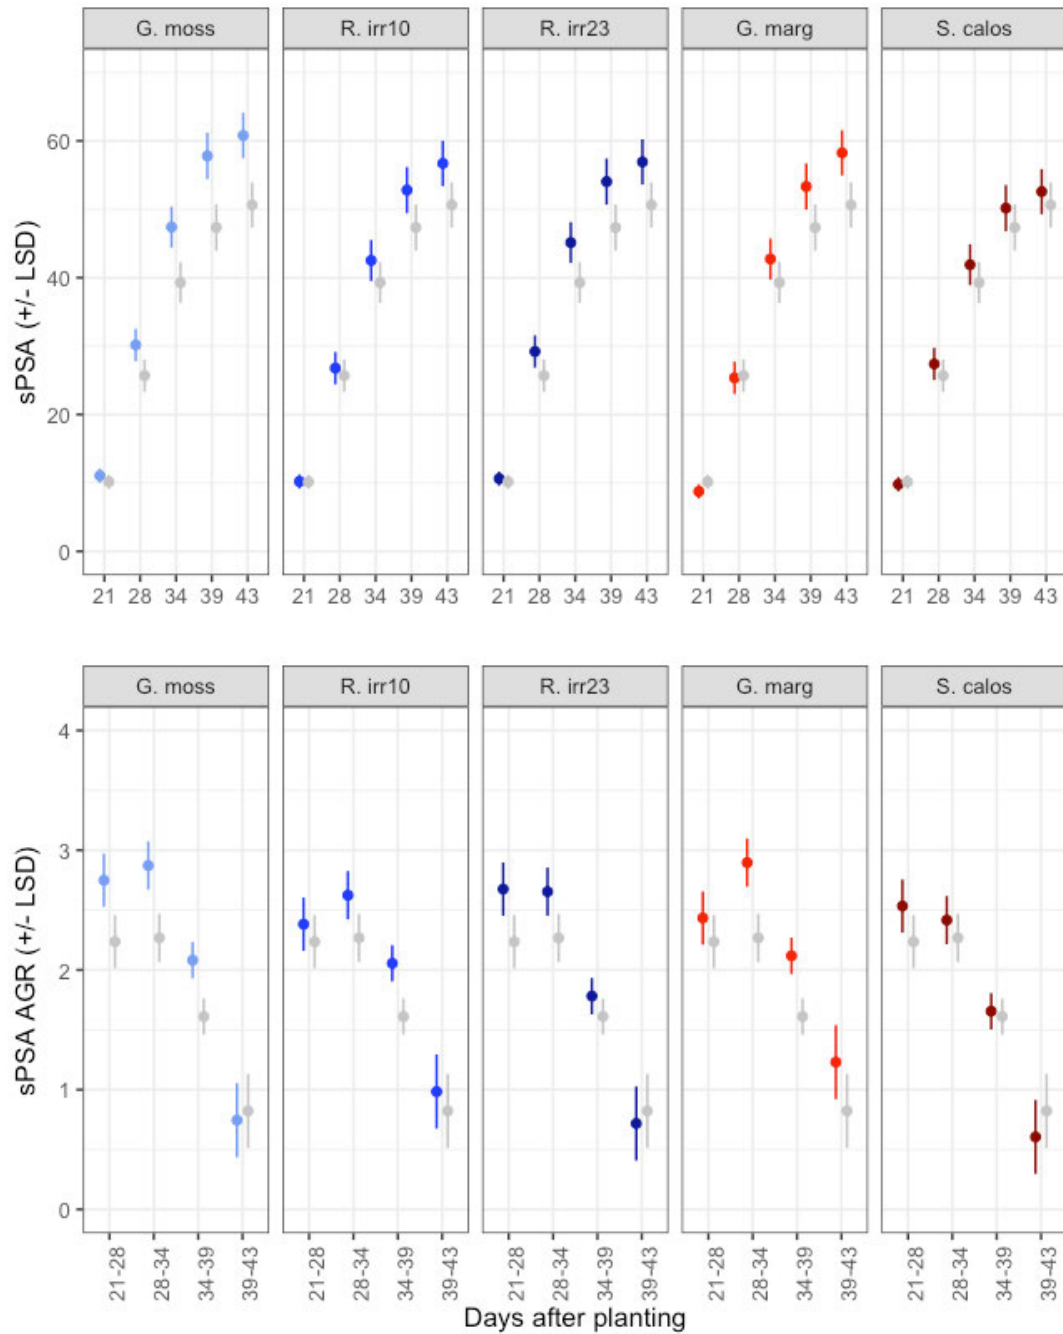 G. moss R. irr10 R. irr23 G. marg S. calos
sPSA (+/- LSD)
60
40
20
0
21 28 34 39 43 21 28 34 39 43 21 28 34 39 43 21 28 34 39 43 21 28 34 39 43
G. moss R. irr10 R. irr23 G. marg S. calos
sPSA AGR (+/- LSD)
4
3
2
1
0
21-28 28-34 34-39 39-43 21-28 28-34 34-39 39-43 21-28 28-34 34-39 39-43 21-28 28-34 34-39 39-43 21-28 28-34 34-39 39-43
Days after planting